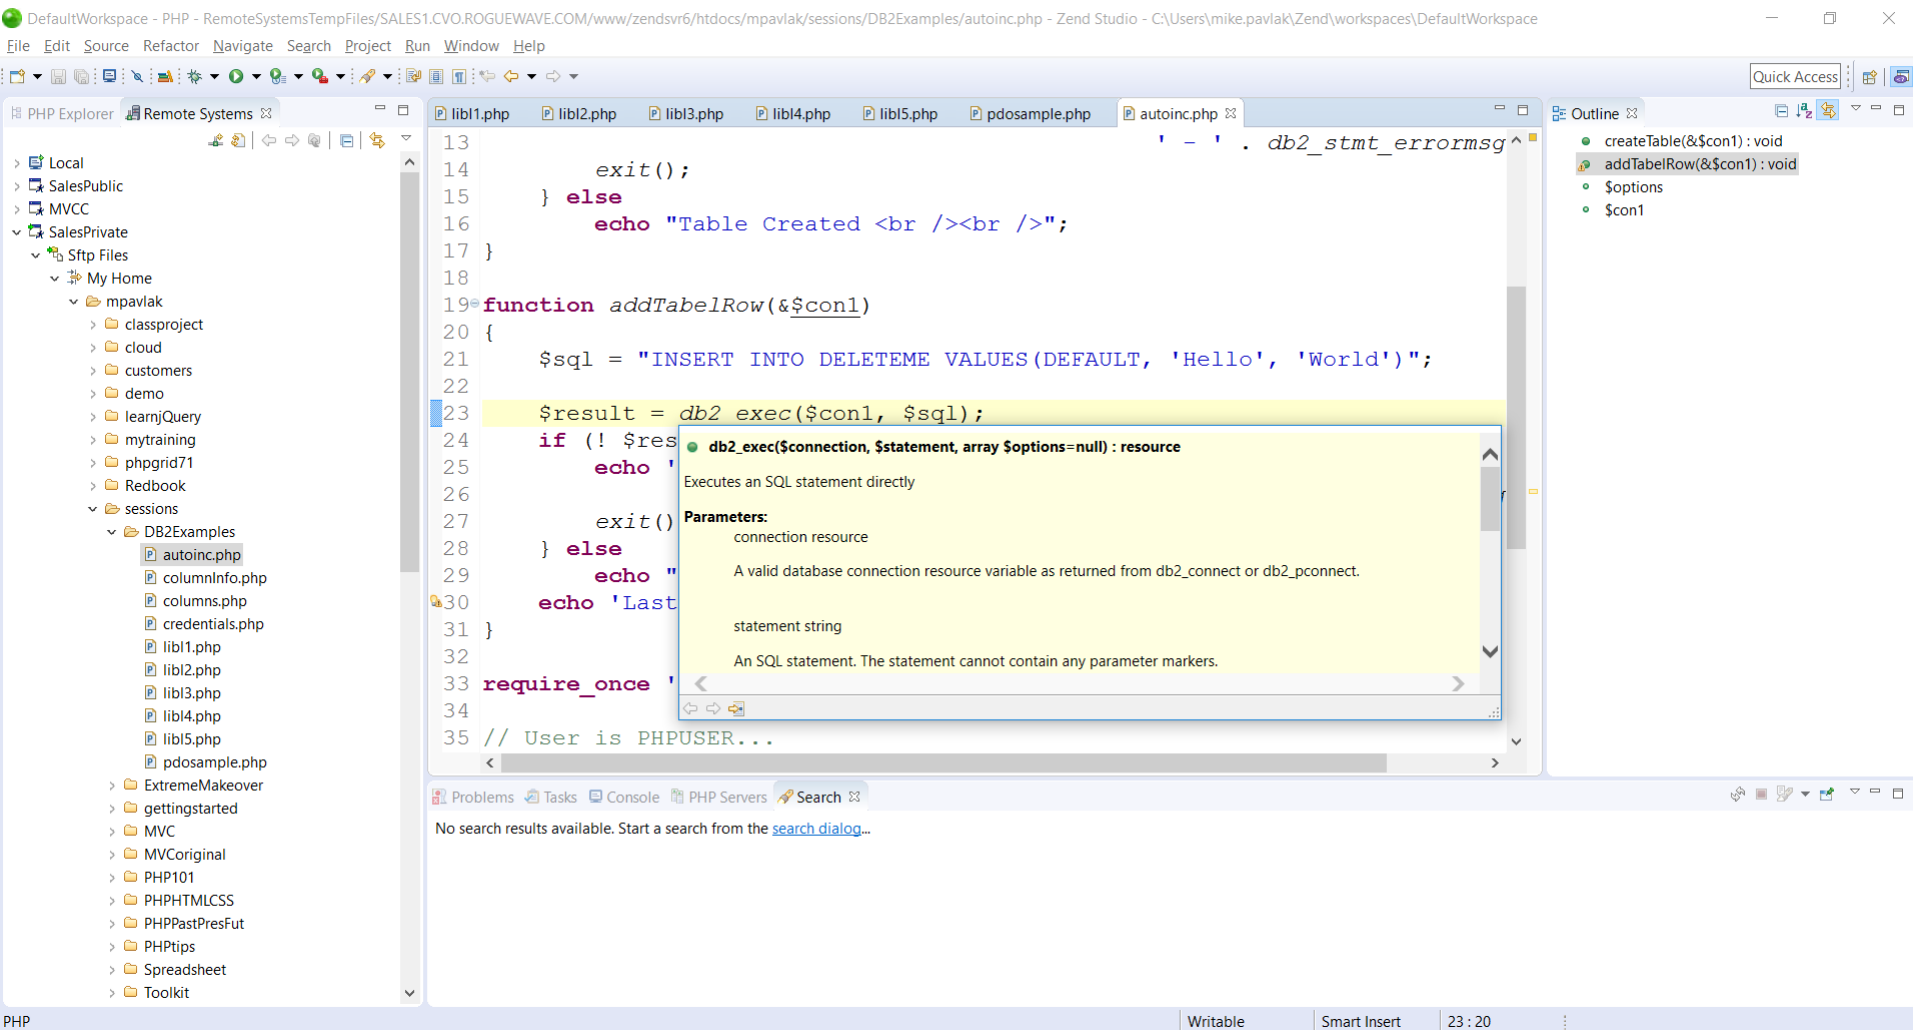 DefaultWorkspace - PHP - RemoteSystemsTempFiles/SALES1.CVO.ROGUEWAVE.COM/www/zendsvr6/htdocs/mpavlak/sessions/DB2Examples/autoinc.php - Zend Studio - C:\Users\mike.pavlak\Zend\workspaces\DefaultWorkspace
File Edit Source Refactor Navigate Search Project Run Window Help
Quick Access
PHP Explorer Remote Systems
Local
SalesPublic
MVCC
SalesPrivate
Sftp Files
My Home
mpavlak
classproject
cloud
customers
demo
learnjQuery
mytraining
phpgrid71
Redbook
sessions
DB2Examples
autoinc.php
columnInfo.php
columns.php
credentials.php
libl1.php
libl2.php
libl3.php
libl4.php
libl5.php
pdosample.php
ExtremeMakeover
gettingstarted
MVC
MVCoriginal
PHP101
PHPHTMLCSS
PHPPastPresFut
PHPtips
Spreadsheet
Toolkit
libl1.php libl2.php libl3.php libl4.php libl5.php pdosample.php autoinc.php
13 ' - ' . db2_stmt_errormsg
14 exit();
15 } else
16 echo "Table Created <br /><br />";
17 }
18
19 function addTabelRow(&$con1)
20 {
21 $sql = "INSERT INTO DELETEME VALUES(DEFAULT, 'Hello', 'World')";
22
23 $result = db2_exec($con1, $sql);
24 if (! $res
25 echo '
26
27 exit()
28 } else
29 echo "
30 echo 'Last
31 }
32
33 require_once '
34
35 // User is PHPUSER...
db2_exec($connection, $statement, array $options=null) : resource
Executes an SQL statement directly
Parameters:
connection resource
A valid database connection resource variable as returned from db2_connect or db2_pconnect.
statement string
An SQL statement. The statement cannot contain any parameter markers.
Outline
createTable(&$con1) : void
addTabelRow(&$con1) : void
$options
$con1
Problems Tasks Console PHP Servers Search
No search results available. Start a search from the search dialog...
PHP Writable Smart Insert 23 : 20